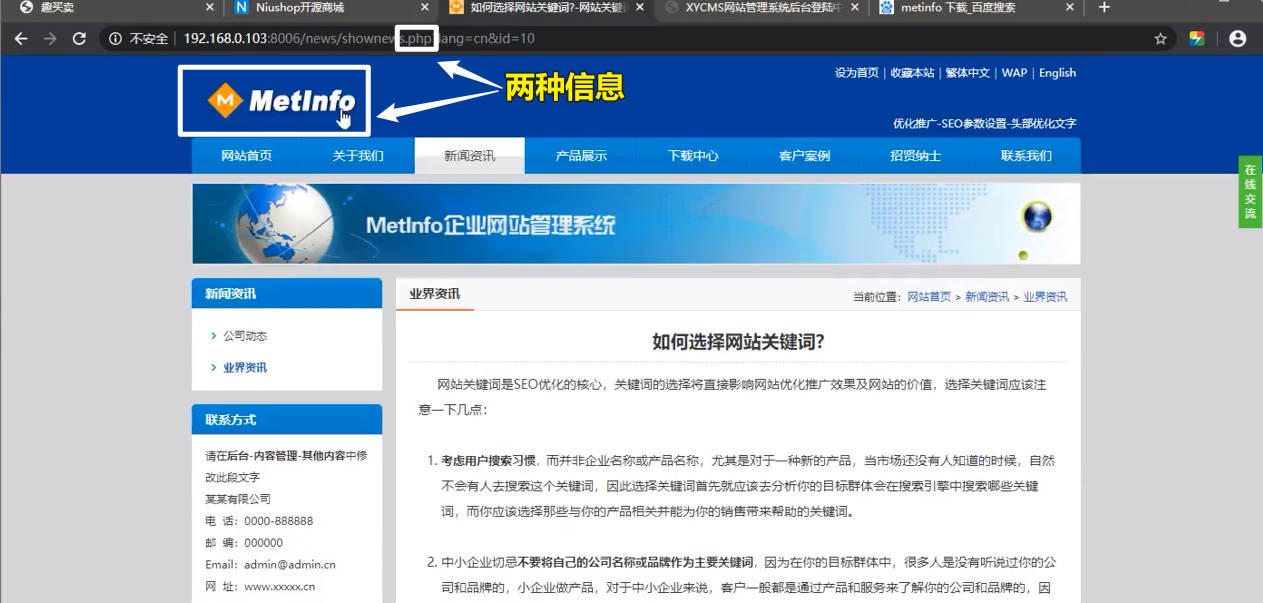 趣买卖
Niushop开源商城
如何选择网站关键词?-网站关键
XYCMS网站管理系统后台登陆中
metinfo 下载_百度搜索
不安全
192.168.0.103:8006/news/shownews.php lang=cn&id=10
两种信息
设为首页 | 收藏本站 | 繁体中文 | WAP | English
MetInfo
优化推广-SEO参数设置-头部优化文字
网站首页 关于我们 新闻资讯 产品展示 下载中心 客户案例 招贤纳士 联系我们
在线交流
MetInfo企业网站管理系统
新闻资讯
公司动态
业界资讯
联系方式
请在后台-内容管理-其他内容中修
改此段文字
某某有限公司
电 话：0000-888888
邮 编：000000
Email：admin@admin.cn
网 址：www.xxxxx.cn
业界资讯
当前位置：网站首页 > 新闻资讯 > 业界资讯
如何选择网站关键词?
网站关键词是SEO优化的核心，关键词的选择将直接影响网站优化推广效果及网站的价值，选择关键词应该注
意一下几点：
1. 考虑用户搜索习惯，而并非企业名称或产品名称，尤其是对于一种新的产品，当市场还没有人知道的时候，自然
不会有人去搜索这个关键词，因此选择关键词首先就应该去分析你的目标群体会在搜索引擎中搜索哪些关键
词，而你应该选择那些与你的产品相关并能为你的销售带来帮助的关键词。
2. 中小企业切忌不要将自己的公司名称或品牌作为主要关键词，因为在你的目标群体中，很多人是没有听说过你的公
司和品牌的，小企业做产品，对于中小企业来说，客户一般都是通过产品和服务来了解你的公司和品牌的，因